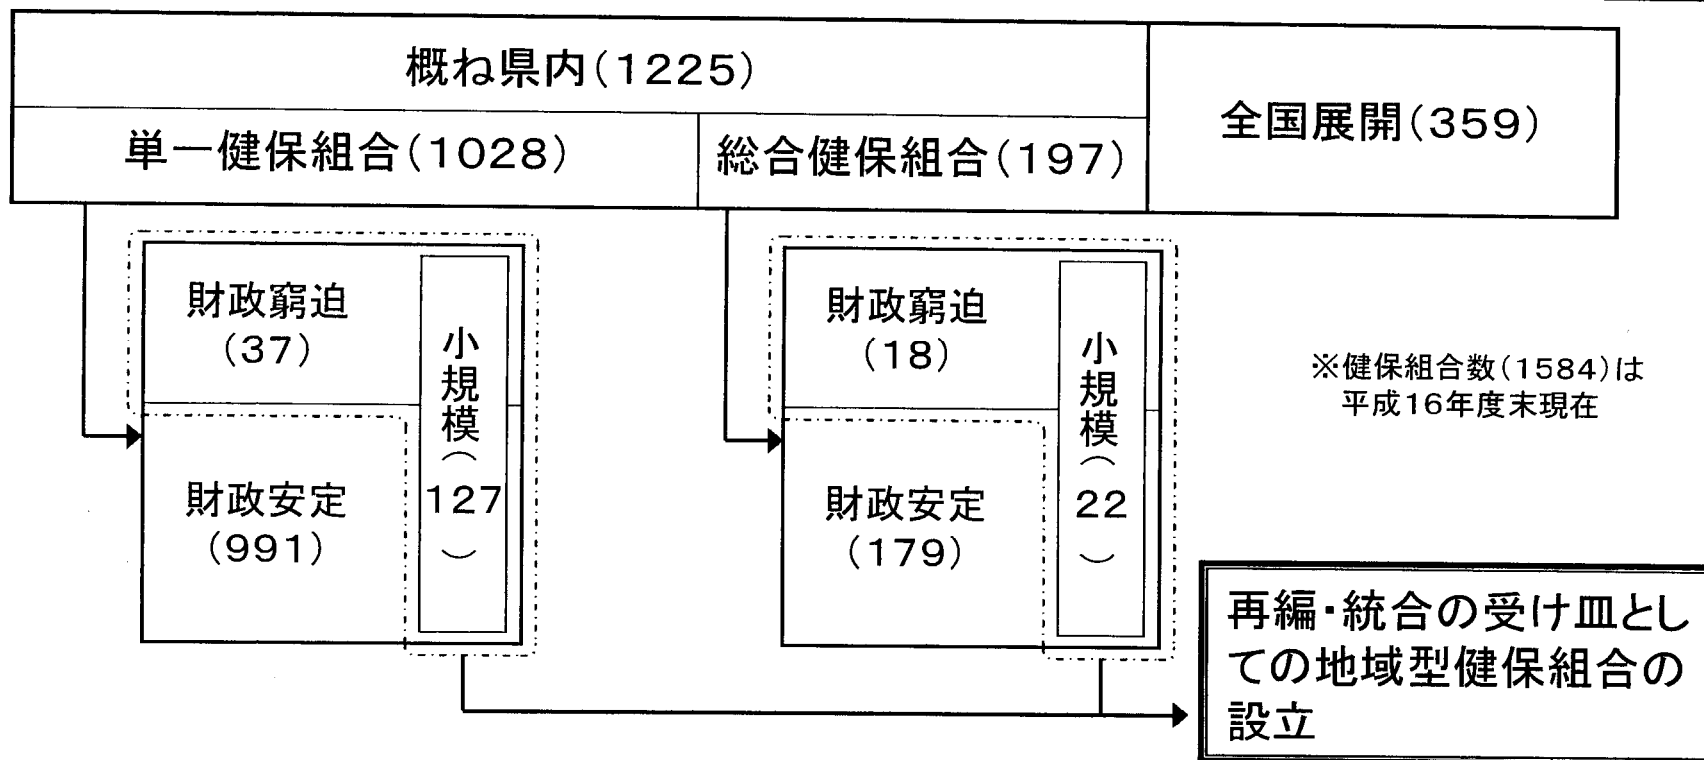 概ね県内(1225)
全国展開(359)
単一健保組合(1028)
総合健保組合(197)
財政窮迫
(37)
財政安定
(991)
小規模(127)
財政窮迫
(18)
財政安定
(179)
小規模(22)
※健保組合数(1584)は
平成16年度末現在
再編・統合の受け皿とし
ての地域型健保組合の
設立